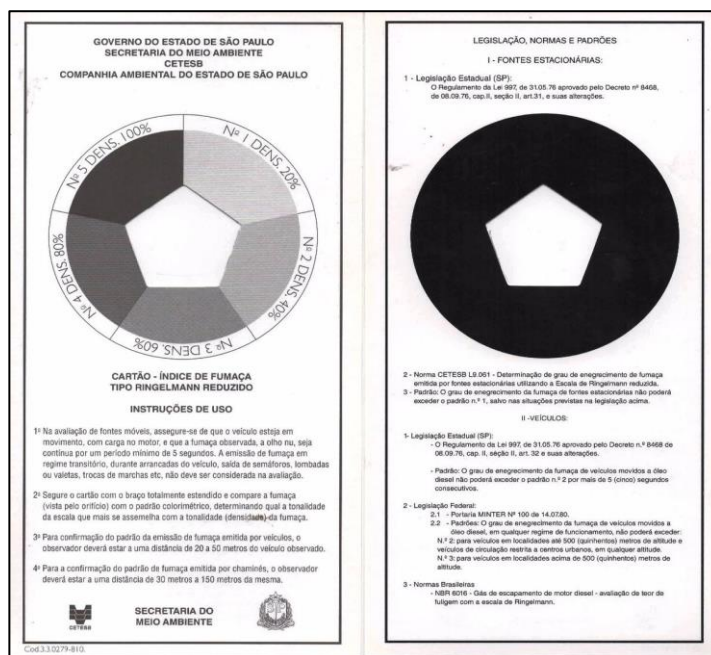 GOVERNO DO ESTADO DE SÃO PAULO
SECRETARIA DO MEIO AMBIENTE
CETESB
COMPANHIA AMBIENTAL DO ESTADO DE SÃO PAULO
Nº 5 DENS. 100%
Nº 1 DENS. 20%
Nº 4 DENS. 80%
Nº 2 DENS. 40%
Nº 3 DENS. 60%
CARTÃO - ÍNDICE DE FUMAÇA
TIPO RINGELMANN REDUZIDO
INSTRUÇÕES DE USO
1º Na avaliação de fontes móveis, assegure-se de que o veículo esteja em
movimento, com carga no motor, e que a fumaça observada, a olho nu, seja
contínua por um período mínimo de 5 segundos. A emissão de fumaça em
regime transitório, durante arrancadas do veículo, saída de semáforos, lombadas
ou valetas, trocas de marchas etc, não deve ser considerada na avaliação.
2º Segure o cartão com o braço totalmente estendido e compare a fumaça
(vista pelo orifício) com o padrão colorimétrico, determinando qual a tonalidade
da escala que mais se assemelha com a tonalidade (densidade) da fumaça.
3º Para confirmação do padrão da emissão de fumaça emitida por veículos, o
observador deverá estar a uma distância de 20 a 50 metros do veículo observado.
4º Para a confirmação do padrão de fumaça emitida por chaminés, o observador
deverá estar a uma distância de 30 metros a 150 metros da mesma.
CETESB
SECRETARIA DO
MEIO AMBIENTE
Cod.3.3.0279-810.
LEGISLAÇÃO, NORMAS E PADRÕES
I - FONTES ESTACIONÁRIAS:
1 - Legislação Estadual (SP):
O Regulamento da Lei 997, de 31.05.76 aprovado pelo Decreto nº 8468,
de 08.09.76, cap.II, seção II, art.31, e suas alterações.
2 - Norma CETESB L9.061 - Determinação de grau de enegrecimento de fumaça
emitida por fontes estacionárias utilizando a Escala de Ringelmann reduzida.
3 - Padrão: O grau de enegrecimento da fumaça de fontes estacionárias não poderá
exceder o padrão n.º 1, salvo nas situações previstas na legislação acima.
II -VEÍCULOS:
1- Legislação Estadual (SP):
- O Regulamento da Lei 997, de 31.05.76 aprovado pelo Decreto n.º 8468 de
08.09.76, cap. II, seção II, art. 32 e suas alterações.
- Padrão: O grau de enegrecimento da fumaça de veículos movidos a óleo
diesel não poderá exceder o padrão n.º 2 por mais de 5 (cinco) segundos
consecutivos.
2 - Legislação Federal:
2.1 - Portaria MINTER Nº 100 de 14.07.80.
2.2 - Padrões: O grau de enegrecimento da fumaça de veículos movidos a
óleo diesel, em qualquer regime de funcionamento, não poderá exceder:
N.º 2: para veículos em localidades até 500 (quinhentos) metros de altitude e
veículos de circulação restrita a centros urbanos, em qualquer altitude.
N.º 3: para veículos em localidades acima de 500 (quinhentos) metros de
altitude.
3 - Normas Brasileiras
- NBR 6016 - Gás de escapamento de motor diesel - avaliação de teor de
fuligem com a escala de Ringelmann.